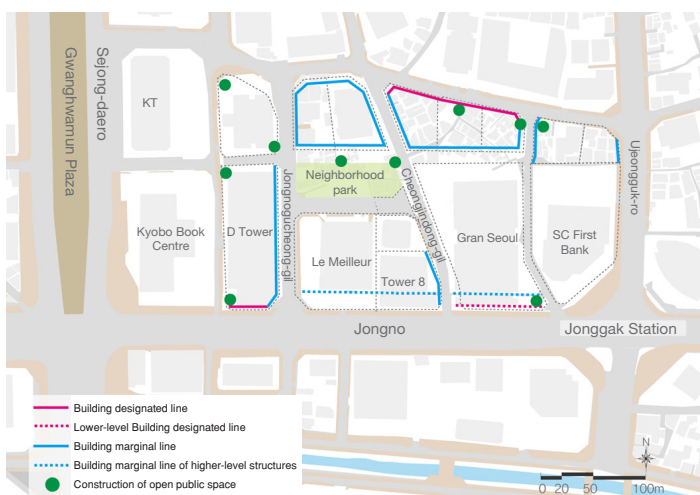 Gwanghwamun Plaza
Sejong-daero
KT
Kyobo Book
Centre
D Tower
Jongnogucheong-gil
Neighborhood
park
Cheongjindong-gil
Le Meilleur
Tower 8
Gran Seoul
SC First
Bank
Ujeongguk-ro
Jongno
Jonggak Station
Building designated line
Lower-level Building designated line
Building marginal line
Building marginal line of higher-level structures
Construction of open public space
N
0 20 50 100m